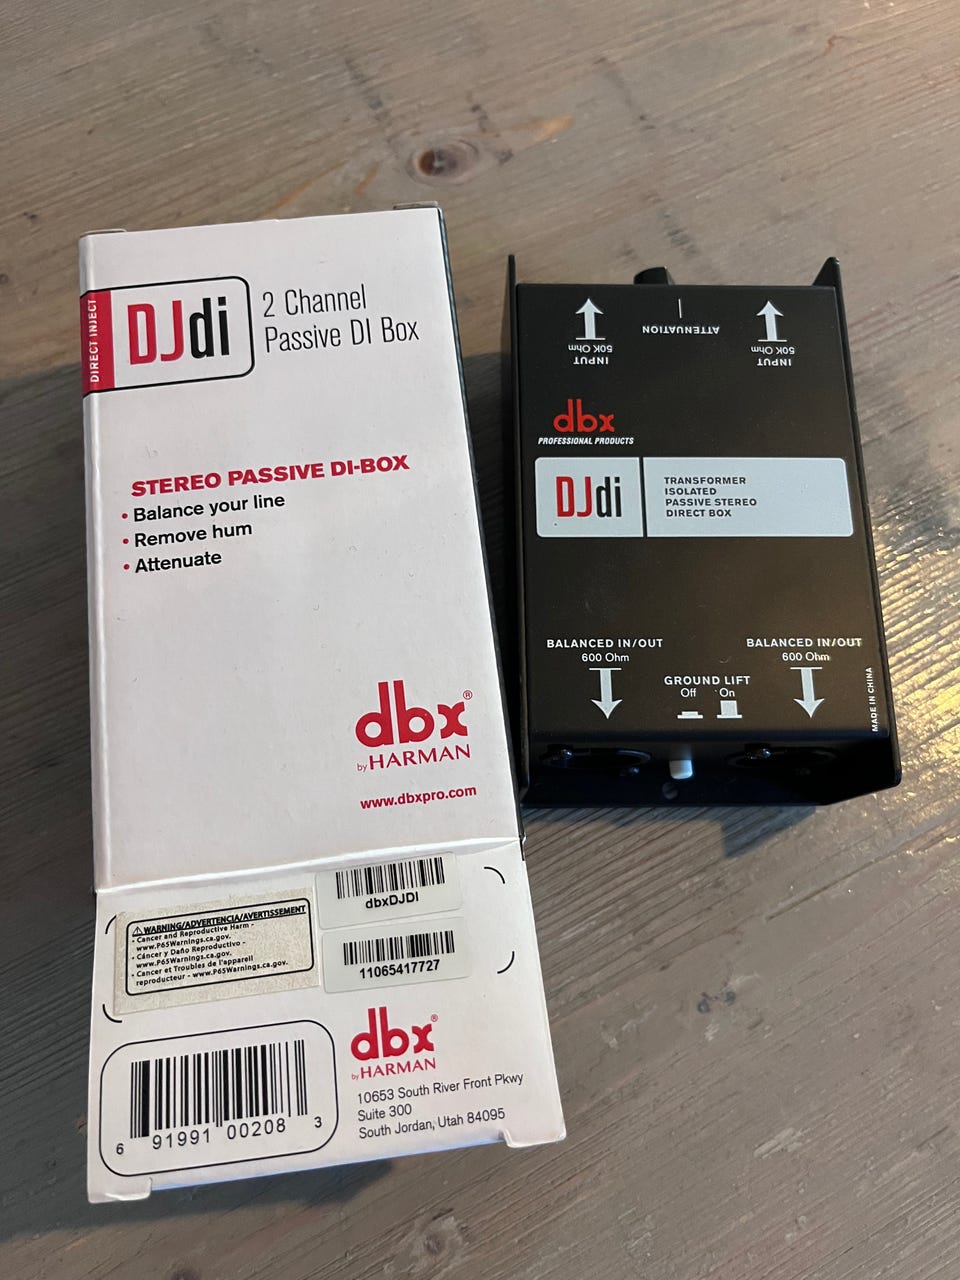 DIRECT INJECT
DJdi
2 Channel
Passive DI Box
STEREO PASSIVE DI-BOX
• Balance your line
• Remove hum
• Attenuate
dbx®
by HARMAN
www.dbxpro.com
⚠ WARNING/ADVERTENCIA/AVERTISSEMENT
• Cancer and Reproductive Harm -
www.P65Warnings.ca.gov.
• Cáncer y Daño Reproductivo -
www.P65Warnings.ca.gov.
• Cancer et Troubles de l'appareil
reproducteur - www.P65Warnings.ca.gov.
dbxDJDI
11065417727
6 91991 00208 3
dbx®
by HARMAN
10653 South River Front Pkwy
Suite 300
South Jordan, Utah 84095
INPUT
50K Ohm
ATTENUATION
INPUT
50K Ohm
dbx
PROFESSIONAL PRODUCTS
DJdi
TRANSFORMER
ISOLATED
PASSIVE STEREO
DIRECT BOX
BALANCED IN/OUT
600 Ohm
GROUND LIFT
Off On
BALANCED IN/OUT
600 Ohm
MADE IN CHINA